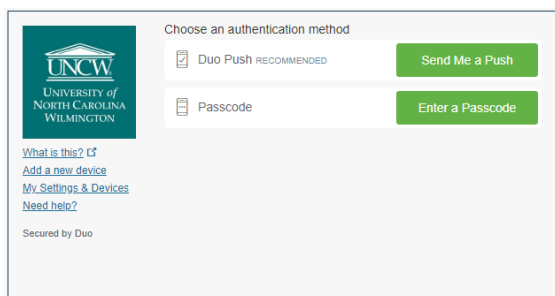 UNCW
UNIVERSITY of
NORTH CAROLINA
WILMINGTON
What is this?
Add a new device
My Settings & Devices
Need help?
Secured by Duo
Choose an authentication method
Duo Push RECOMMENDED
Send Me a Push
Passcode
Enter a Passcode